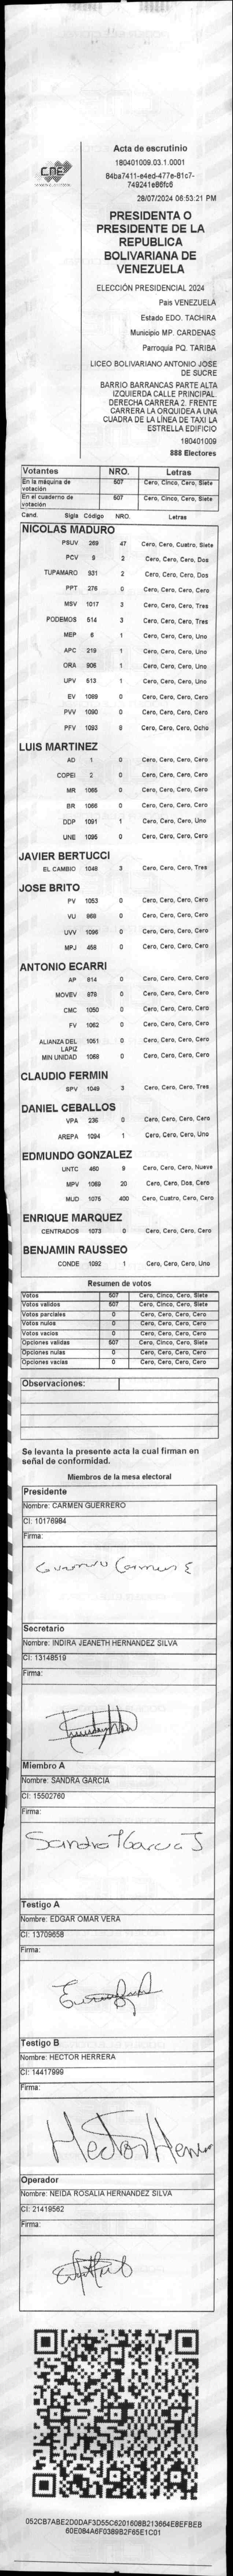 CNE
Acta de escrutinio
180401009.03.1.0001
84ba7411-e4ed-477e-81c7-
749241e86fc6
28/07/2024 06:53:21 PM
PRESIDENTA O
PRESIDENTE DE LA
REPUBLICA
BOLIVARIANA DE
VENEZUELA
ELECCIÓN PRESIDENCIAL 2024
Pais VENEZUELA
Estado EDO. TACHIRA
Municipio MP. CARDENAS
Parroquia PQ. TARIBA
LICEO BOLIVARIANO ANTONIO JOSE
DE SUCRE
BARRIO BARRANCAS PARTE ALTA
IZQUIERDA CALLE PRINCIPAL.
DERECHA CARRERA 2. FRENTE
CARRERA LA ORQUIDEA A UNA
CUADRA DE LA LÍNEA DE TAXI LA
ESTRELLA EDIFICIO
180401009
888 Electores
Votantes NRO. Letras
En la máquina de votación 507 Cero, Cinco, Cero, Siete
En el cuaderno de votación 507 Cero, Cinco, Cero, Siete
Cand. Sigla Código NRO. Letras
NICOLAS MADURO
PSUV 269 47 Cero, Cero, Cuatro, Siete
PCV 9 2 Cero, Cero, Cero, Dos
TUPAMARO 931 2 Cero, Cero, Cero, Dos
PPT 276 0 Cero, Cero, Cero, Cero
MSV 1017 3 Cero, Cero, Cero, Tres
PODEMOS 514 3 Cero, Cero, Cero, Tres
MEP 6 1 Cero, Cero, Cero, Uno
APC 219 1 Cero, Cero, Cero, Uno
ORA 906 1 Cero, Cero, Cero, Uno
UPV 513 1 Cero, Cero, Cero, Uno
EV 1089 0 Cero, Cero, Cero, Cero
PVV 1090 0 Cero, Cero, Cero, Cero
PFV 1093 8 Cero, Cero, Cero, Ocho
LUIS MARTINEZ
AD 1 0 Cero, Cero, Cero, Cero
COPEI 2 0 Cero, Cero, Cero, Cero
MR 1065 0 Cero, Cero, Cero, Cero
BR 1066 0 Cero, Cero, Cero, Cero
DDP 1091 1 Cero, Cero, Cero, Uno
UNE 1095 0 Cero, Cero, Cero, Cero
JAVIER BERTUCCI
EL CAMBIO 1048 3 Cero, Cero, Cero, Tres
JOSE BRITO
PV 1053 0 Cero, Cero, Cero, Cero
VU 868 0 Cero, Cero, Cero, Cero
UVV 1096 0 Cero, Cero, Cero, Cero
MPJ 458 0 Cero, Cero, Cero, Cero
ANTONIO ECARRI
AP 814 0 Cero, Cero, Cero, Cero
MOVEV 878 0 Cero, Cero, Cero, Cero
CMC 1050 0 Cero, Cero, Cero, Cero
FV 1062 0 Cero, Cero, Cero, Cero
ALIANZA DEL LAPIZ 1051 0 Cero, Cero, Cero, Cero
MIN UNIDAD 1068 0 Cero, Cero, Cero, Cero
CLAUDIO FERMIN
SPV 1049 3 Cero, Cero, Cero, Tres
DANIEL CEBALLOS
VPA 236 0 Cero, Cero, Cero, Cero
AREPA 1094 1 Cero, Cero, Cero, Uno
EDMUNDO GONZALEZ
UNTC 460 9 Cero, Cero, Cero, Nueve
MPV 1069 20 Cero, Cero, Dos, Cero
MUD 1075 400 Cero, Cuatro, Cero, Cero
ENRIQUE MARQUEZ
CENTRADOS 1073 0 Cero, Cero, Cero, Cero
BENJAMIN RAUSSEO
CONDE 1092 1 Cero, Cero, Cero, Uno
Resumen de votos
Votos 507 Cero, Cinco, Cero, Siete
Votos validos 507 Cero, Cinco, Cero, Siete
Votos parciales 0 Cero, Cero, Cero, Cero
Votos nulos 0 Cero, Cero, Cero, Cero
Votos vacios 0 Cero, Cero, Cero, Cero
Opciones validas 507 Cero, Cinco, Cero, Siete
Opciones nulas 0 Cero, Cero, Cero, Cero
Opciones vacias 0 Cero, Cero, Cero, Cero
Observaciones:
Se levanta la presente acta la cual firman en
señal de conformidad.
Miembros de la mesa electoral
Presidente
Nombre: CARMEN GUERRERO
CI: 10176984
Firma:
Secretario
Nombre: INDIRA JEANETH HERNANDEZ SILVA
CI: 13148519
Firma:
Miembro A
Nombre: SANDRA GARCIA
CI: 15502760
Firma:
Testigo A
Nombre: EDGAR OMAR VERA
CI: 13709658
Firma:
Testigo B
Nombre: HECTOR HERRERA
CI: 14417999
Firma:
Operador
Nombre: NEIDA ROSALIA HERNANDEZ SILVA
CI: 21419562
Firma:
052CB7ABE2D0DAF3D55C6201608B213664E8EFBEB
60E084A6F0389B2F65E1C01